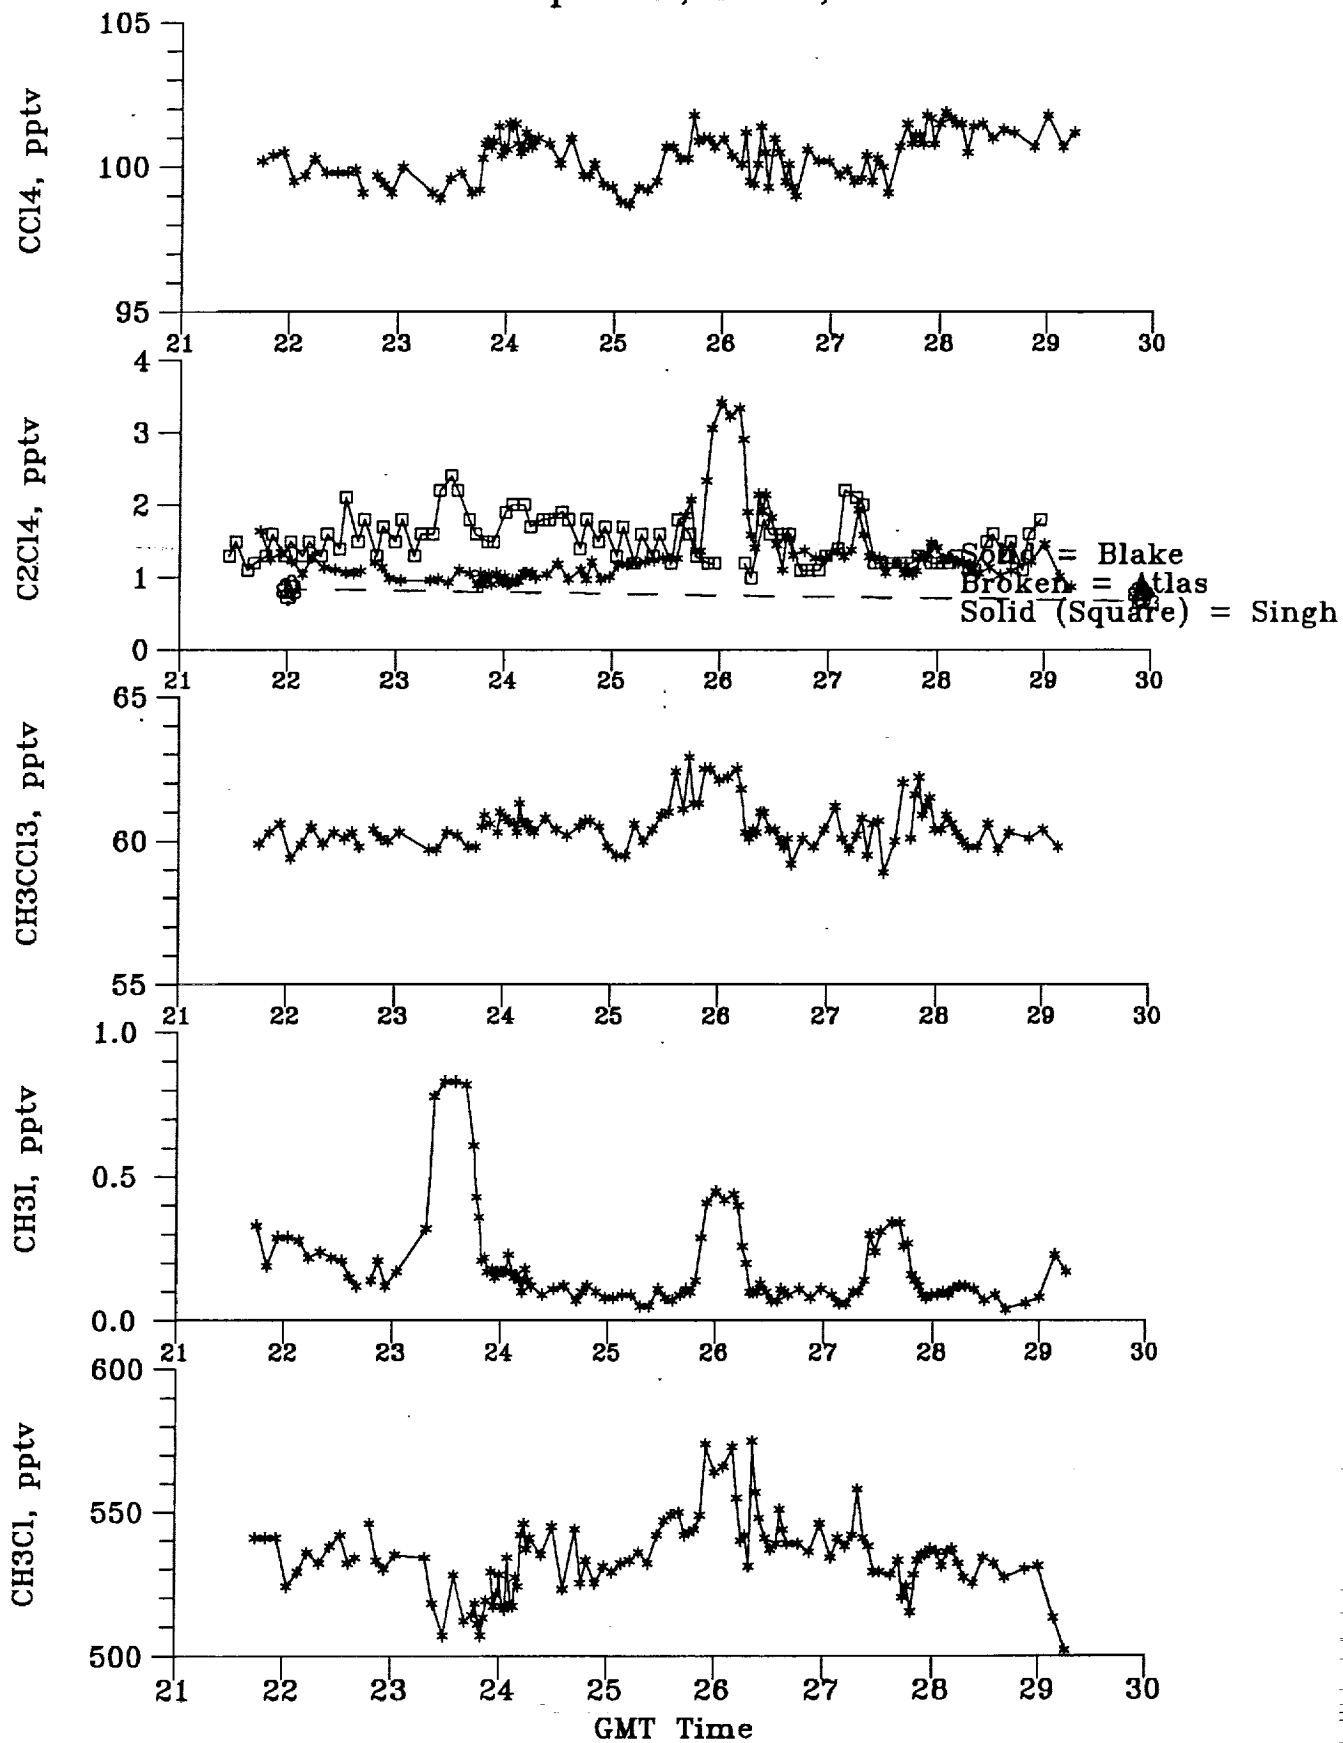 105
CCl4, pptv
100
95
21 22 23 24 25 26 27 28 29 30
4
C2Cl4, pptv
3
2
1
0
Solid = Blake
Broken = Atlas
Solid (Square) = Singh
21 22 23 24 25 26 27 28 29 30
65
CH3CCl3, pptv
60
55
21 22 23 24 25 26 27 28 29 30
1.0
CH3I, pptv
0.5
0.0
21 22 23 24 25 26 27 28 29 30
600
CH3Cl, pptv
550
500
21 22 23 24 25 26 27 28 29 30
GMT Time